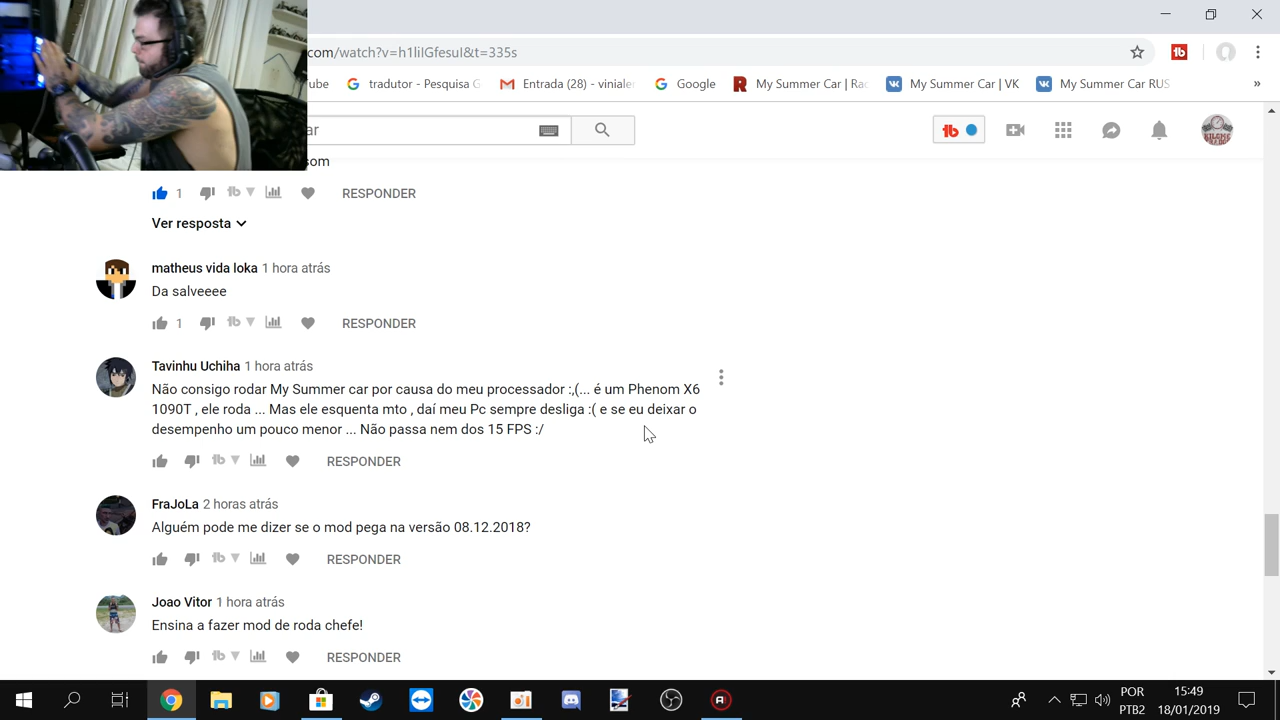 com/watch?v=h1liIGfesuI&t=335s
ube
tradutor - Pesquisa G
Entrada (28) - vinialei
Google
My Summer Car | Rac
My Summer Car | VK
My Summer Car RUS
»
ar
som
1
RESPONDER
Ver resposta
matheus vida loka 1 hora atrás
Da salveeee
1
RESPONDER
Tavinhu Uchiha 1 hora atrás
Não consigo rodar My Summer car por causa do meu processador :,(... é um Phenom X6
1090T , ele roda ... Mas ele esquenta mto , daí meu Pc sempre desliga :( e se eu deixar o
desempenho um pouco menor ... Não passa nem dos 15 FPS :/
RESPONDER
FraJoLa 2 horas atrás
Alguém pode me dizer se o mod pega na versão 08.12.2018?
RESPONDER
Joao Vitor 1 hora atrás
Ensina a fazer mod de roda chefe!
RESPONDER
POR
PTB2
15:49
18/01/2019